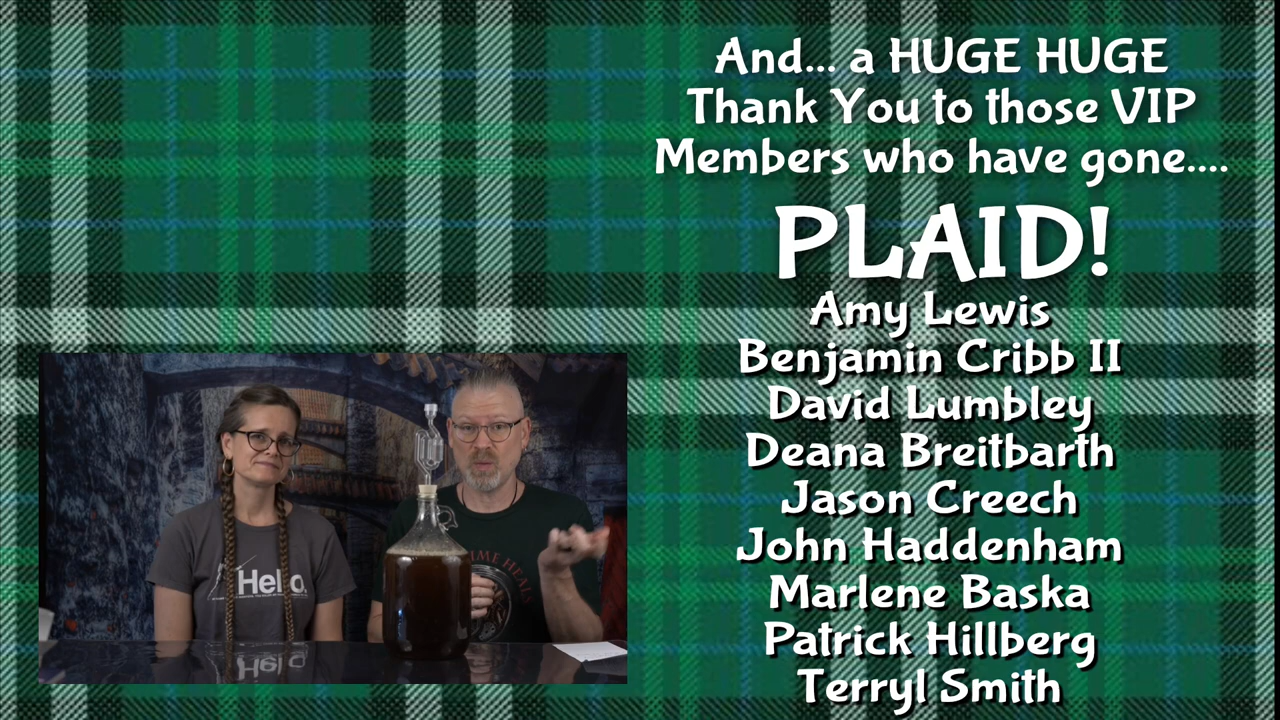 And... a HUGE HUGE
Thank You to those VIP
Members who have gone....
PLAID!
Amy Lewis
Benjamin Cribb II
David Lumbley
Deana Breitbarth
Jason Creech
John Haddenham
Marlene Baska
Patrick Hillberg
Terryl Smith
Hello.